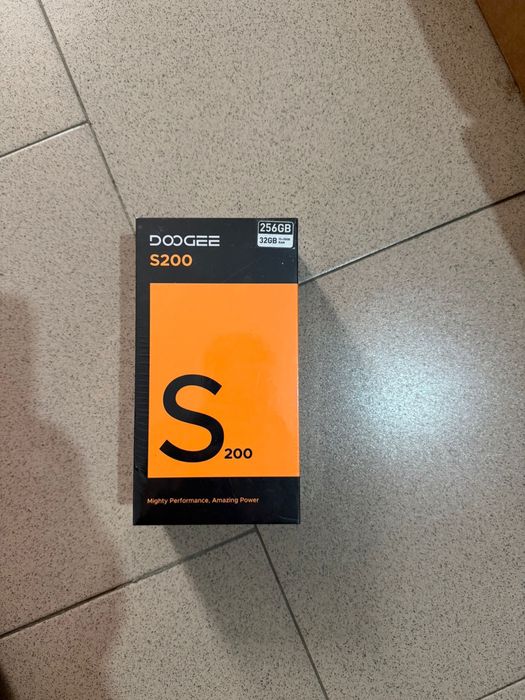 DOOGEE
S200
256GB
32GB
S
200
Mighty Performance, Amazing Power